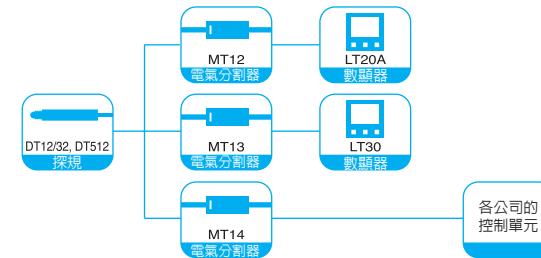 MT12
電氣分割器
LT20A
數顯器
DT12/32, DT512
探規
MT13
電氣分割器
LT30
數顯器
MT14
電氣分割器
各公司的
控制單元